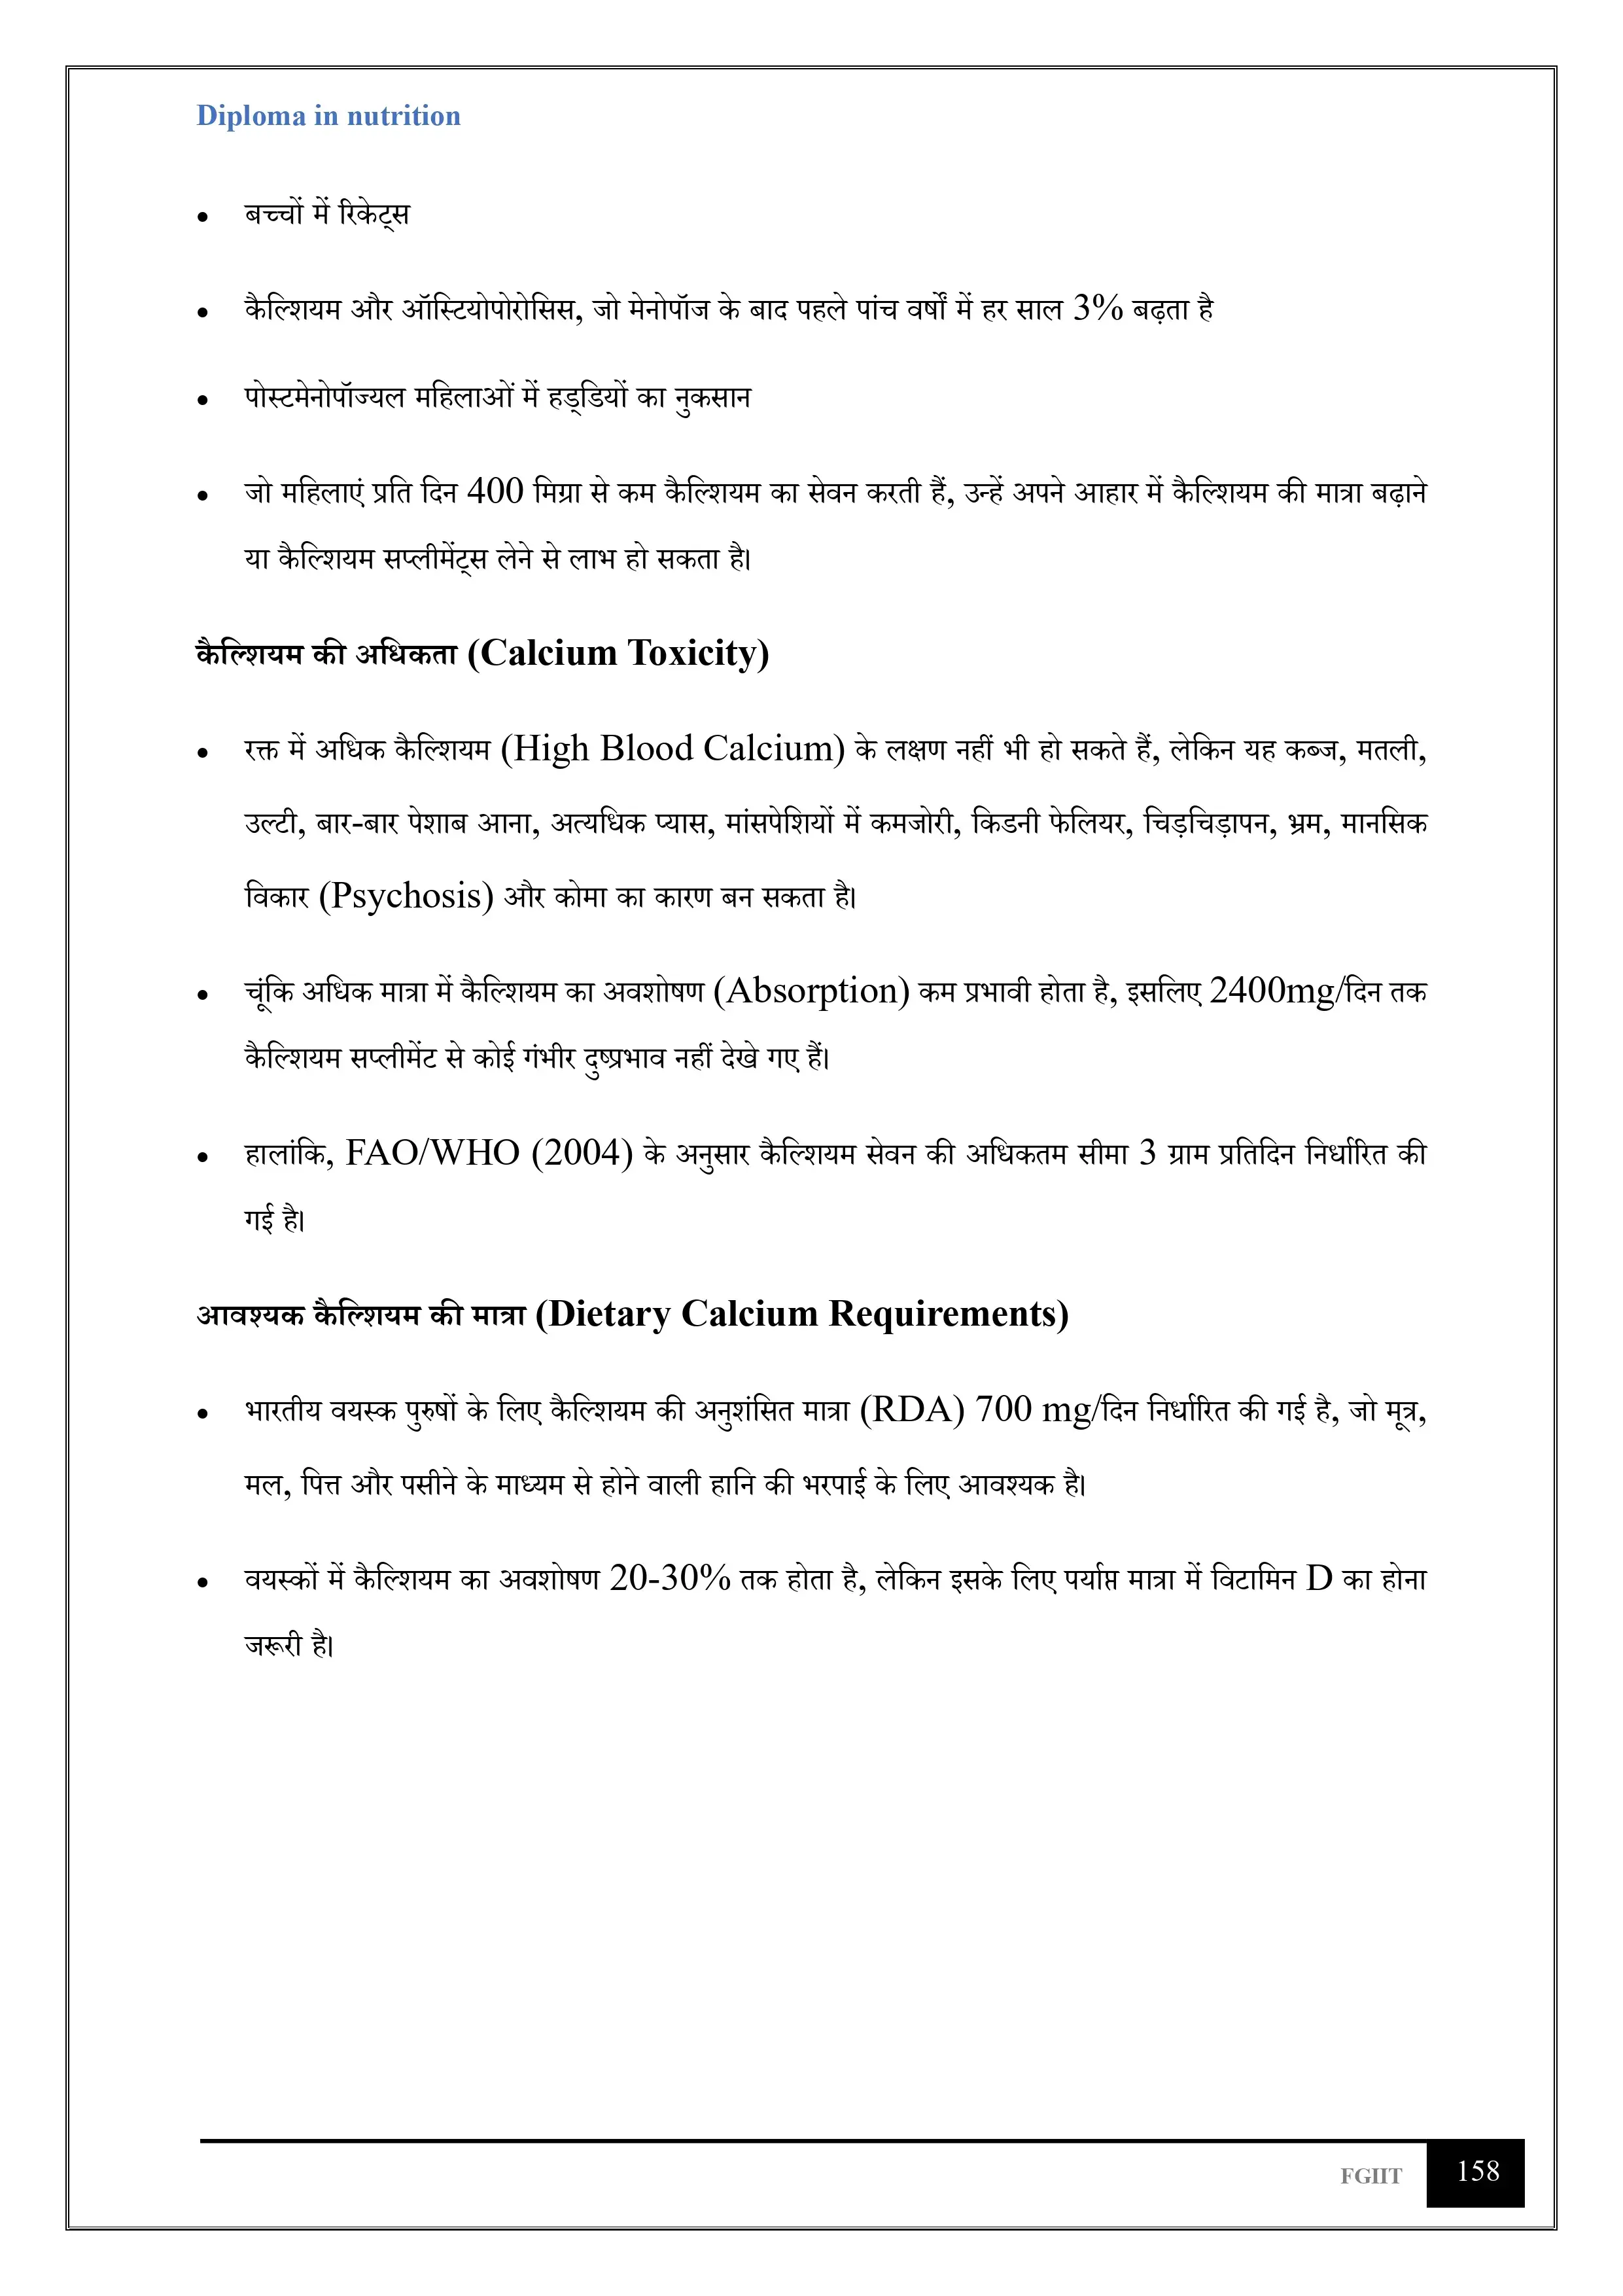 Diploma in nutrition
• बच्चों में रिकेट्स
• कैल्शियम और ऑस्टियोपोरोसिस, जो मेनोपॉज के बाद पहले पांच वर्षों में हर साल 3% बढ़ता है
• पोस्टमेनोपॉज्यल महिलाओं में हड्डियों का नुकसान
• जो महिलाएं प्रति दिन 400 मिग्रा से कम कैल्शियम का सेवन करती हैं, उन्हें अपने आहार में कैल्शियम की मात्रा बढ़ाने
या कैल्शियम सप्लीमेंट्स लेने से लाभ हो सकता है।
कैल्शियम की अधिकता (Calcium Toxicity)
• रक्त में अधिक कैल्शियम (High Blood Calcium) के लक्षण नहीं भी हो सकते हैं, लेकिन यह कब्ज, मतली,
उल्टी, बार-बार पेशाब आना, अत्यधिक प्यास, मांसपेशियों में कमजोरी, किडनी फेलियर, चिड़चिड़ापन, भ्रम, मानसिक
विकार (Psychosis) और कोमा का कारण बन सकता है।
• चूंकि अधिक मात्रा में कैल्शियम का अवशोषण (Absorption) कम प्रभावी होता है, इसलिए 2400mg/दिन तक
कैल्शियम सप्लीमेंट से कोई गंभीर दुष्प्रभाव नहीं देखे गए हैं।
• हालांकि, FAO/WHO (2004) के अनुसार कैल्शियम सेवन की अधिकतम सीमा 3 ग्राम प्रतिदिन निर्धारित की
गई है।
आवश्यक कैल्शियम की मात्रा (Dietary Calcium Requirements)
• भारतीय वयस्क पुरुषों के लिए कैल्शियम की अनुशंसित मात्रा (RDA) 700 mg/दिन निर्धारित की गई है, जो मूत्र,
मल, पित्त और पसीने के माध्यम से होने वाली हानि की भरपाई के लिए आवश्यक है।
• वयस्कों में कैल्शियम का अवशोषण 20-30% तक होता है, लेकिन इसके लिए पर्याप्त मात्रा में विटामिन D का होना
जरूरी है।
FGIIT 158